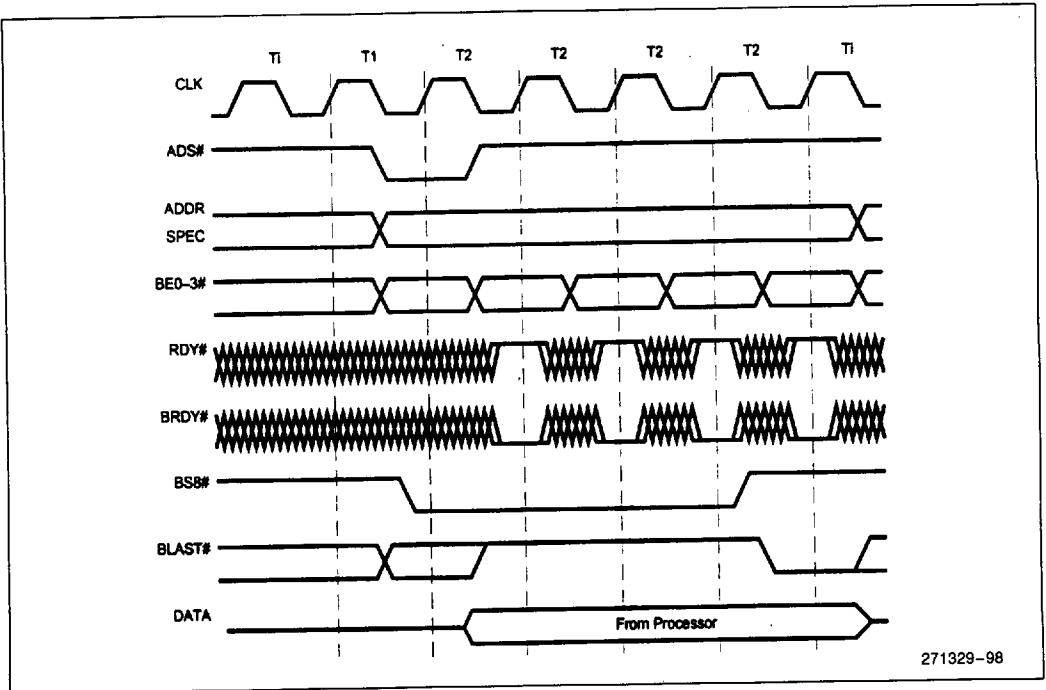 Ti T1 T2 T2 T2 T2 Ti
CLK
ADS#
ADDR
SPEC
BE0–3#
RDY#
BRDY#
BS8#
BLAST#
DATA
From Processor
271329–98